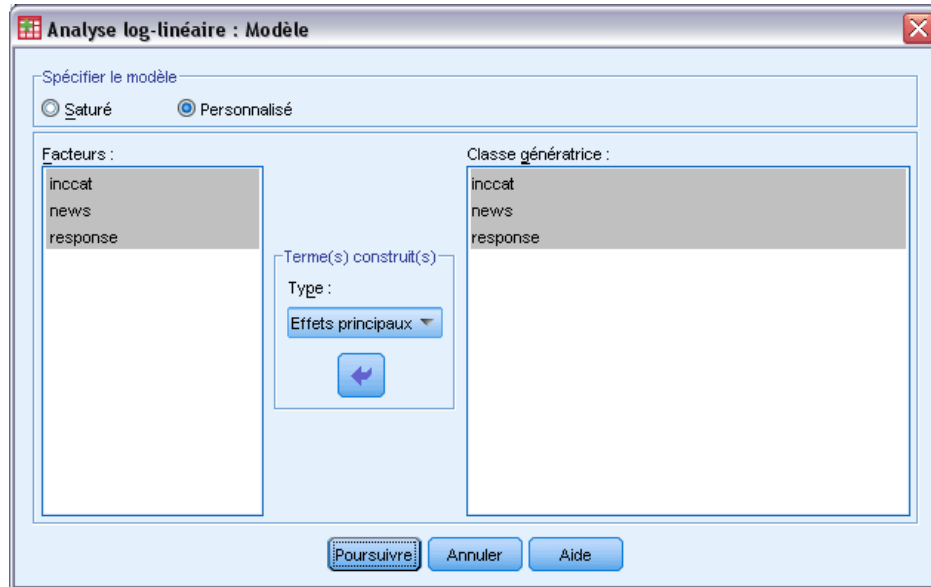 Analyse log-linéaire : Modèle
Spécifier le modèle
Saturé
Personnalisé
Facteurs :
inccat
news
response
Terme(s) construit(s)
Type :
Effets principaux
Classe génératrice :
inccat
news
response
Poursuivre
Annuler
Aide